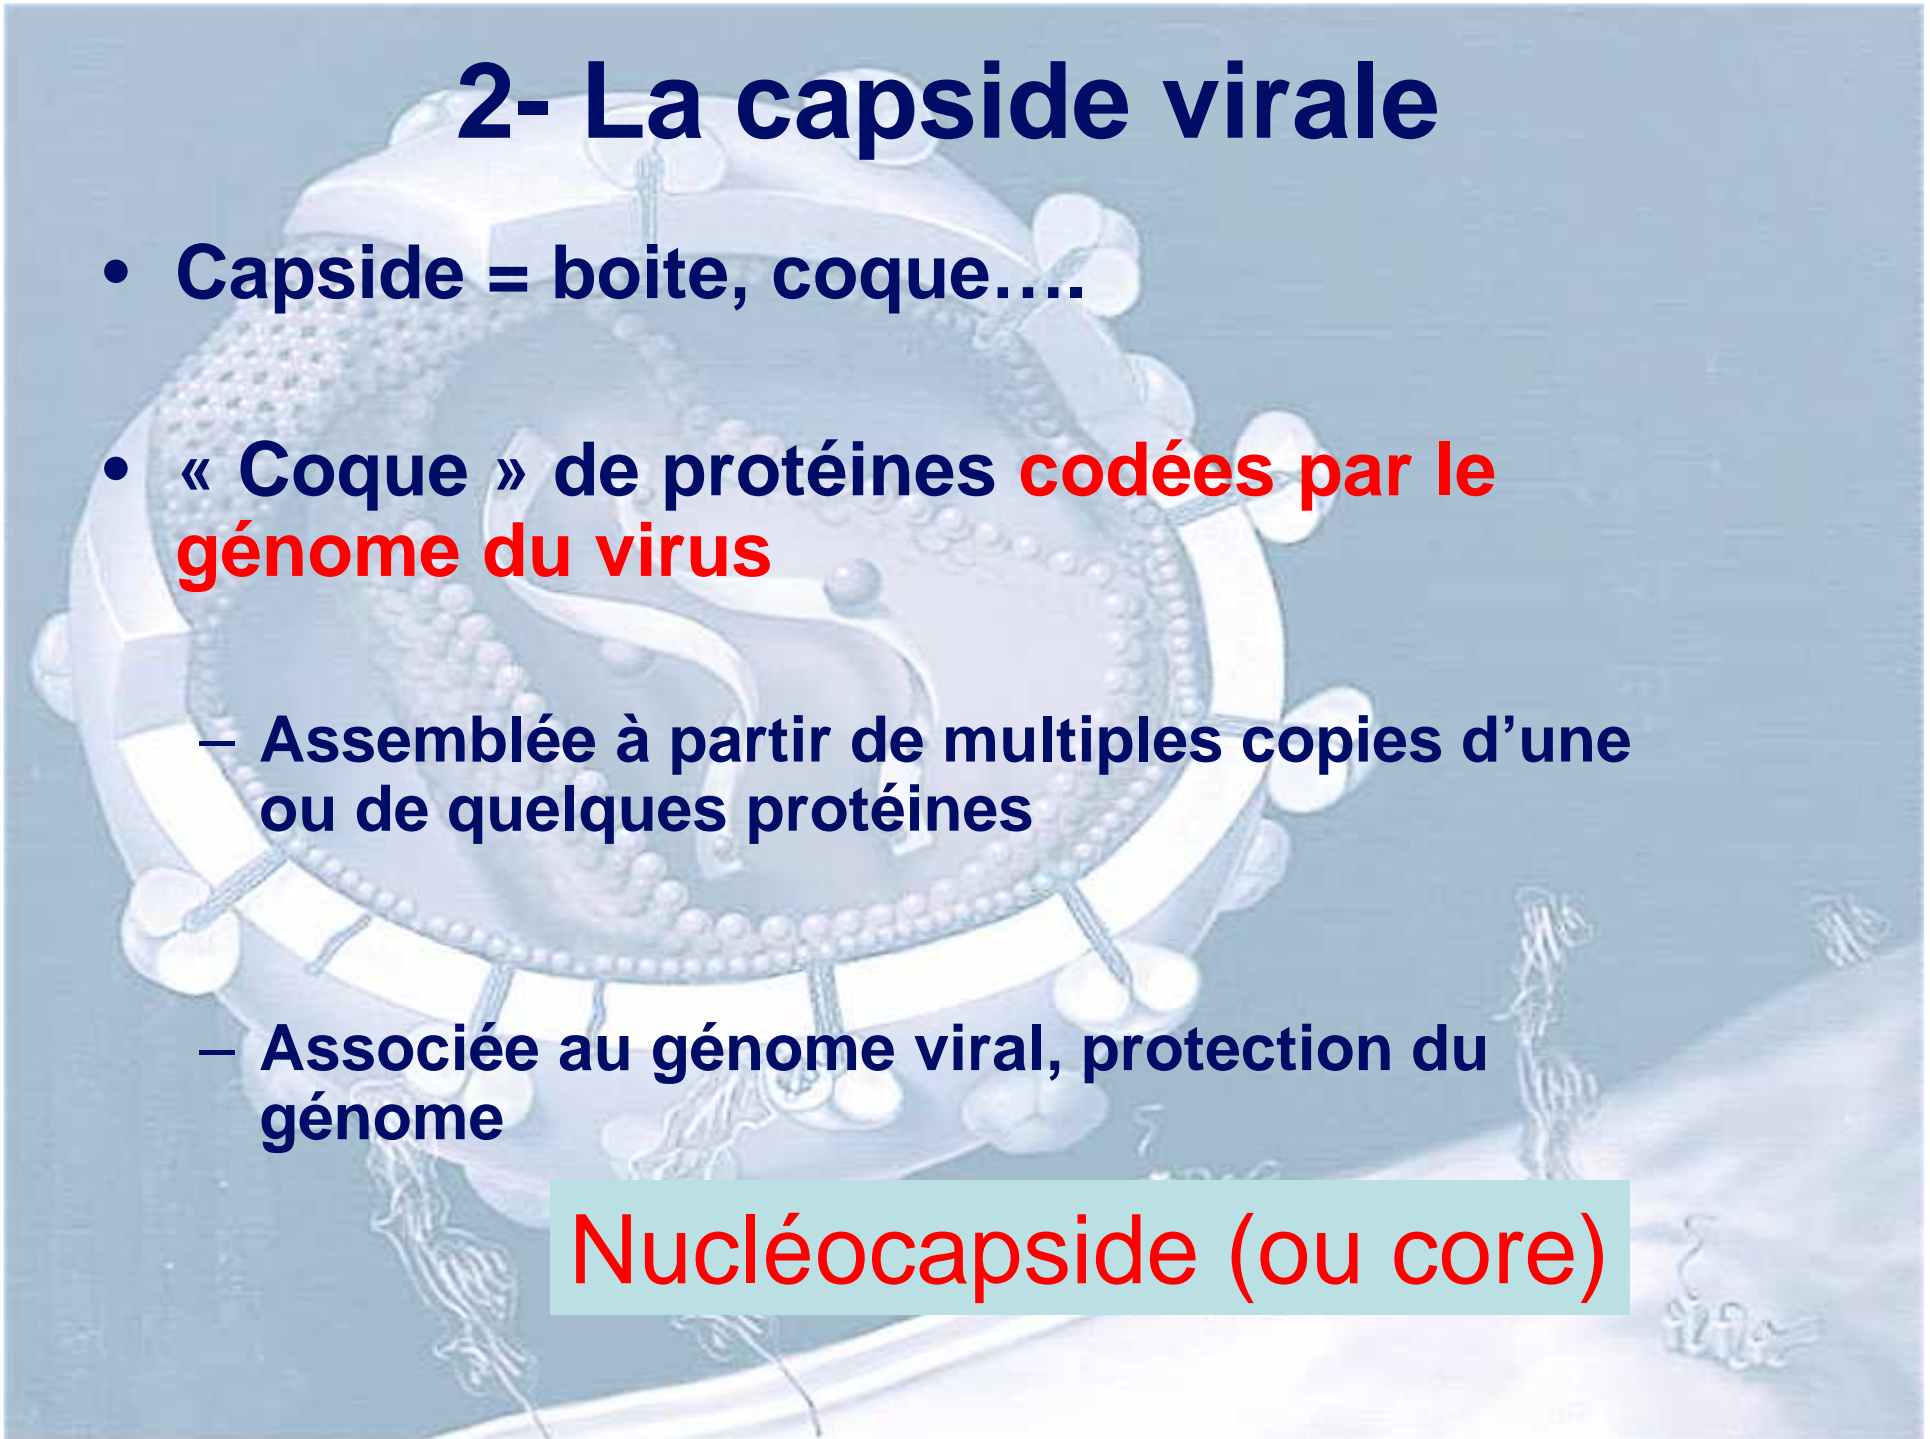 2- La capside virale
• Capside = boite, coque….
• « Coque » de protéines codées par le
génome du virus
– Assemblée à partir de multiples copies d’une
ou de quelques protéines
– Associée au génome viral, protection du
génome
Nucléocapside (ou core)